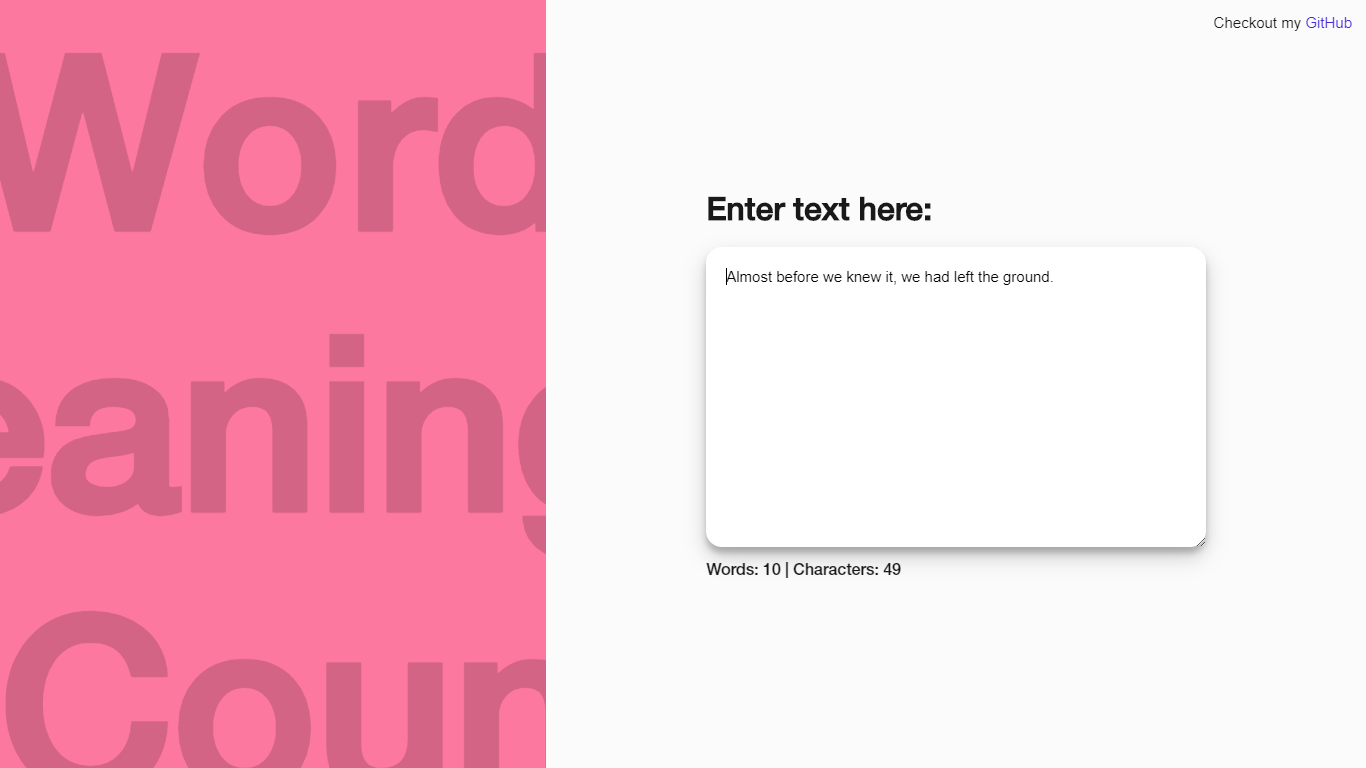 Word
eaning
Coun
Checkout my GitHub
Enter text here:
Almost before we knew it, we had left the ground.
Words: 10 | Characters: 49